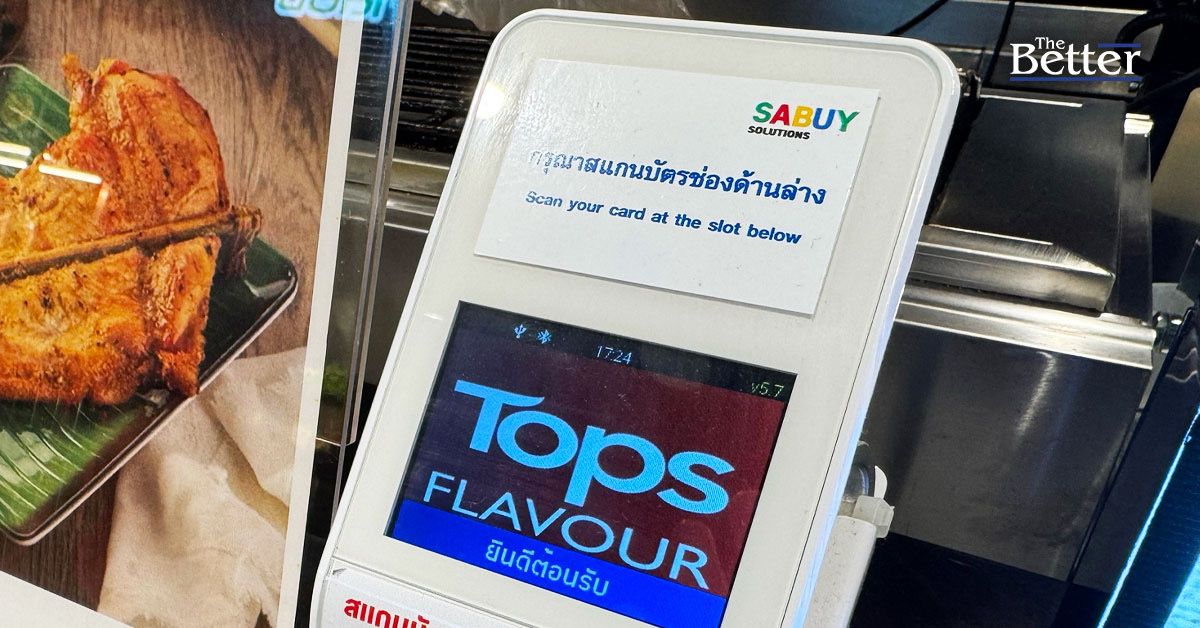 The
Better
SABUY
SOLUTIONS
กรุณาสแกนบัตรช่องด้านล่าง
Scan your card at the slot below
17:24
v5.7
Tops
FLAVOUR
ยินดีต้อนรับ